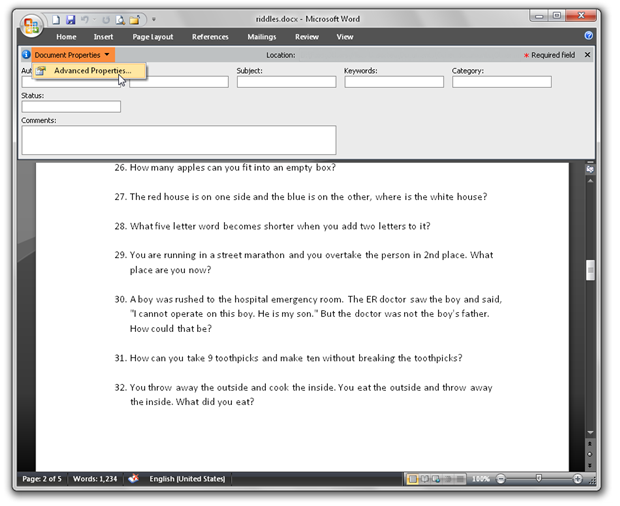 riddles.docx - Microsoft Word
Home Insert Page Layout References Mailings Review View
Document Properties Location: * Required field
Advanced Properties...
Subject: Keywords: Category:
Status:
Comments:
26. How many apples can you fit into an empty box?
27. The red house is on one side and the blue is on the other, where is the white house?
28. What five letter word becomes shorter when you add two letters to it?
29. You are running in a street marathon and you overtake the person in 2nd place. What
place are you now?
30. A boy was rushed to the hospital emergency room. The ER doctor saw the boy and said,
"I cannot operate on this boy. He is my son." But the doctor was not the boy's father.
How could that be?
31. How can you take 9 toothpicks and make ten without breaking the toothpicks?
32. You throw away the outside and cook the inside. You eat the outside and throw away
the inside. What did you eat?
Page: 2 of 5 Words: 1,234 English (United States) 100%